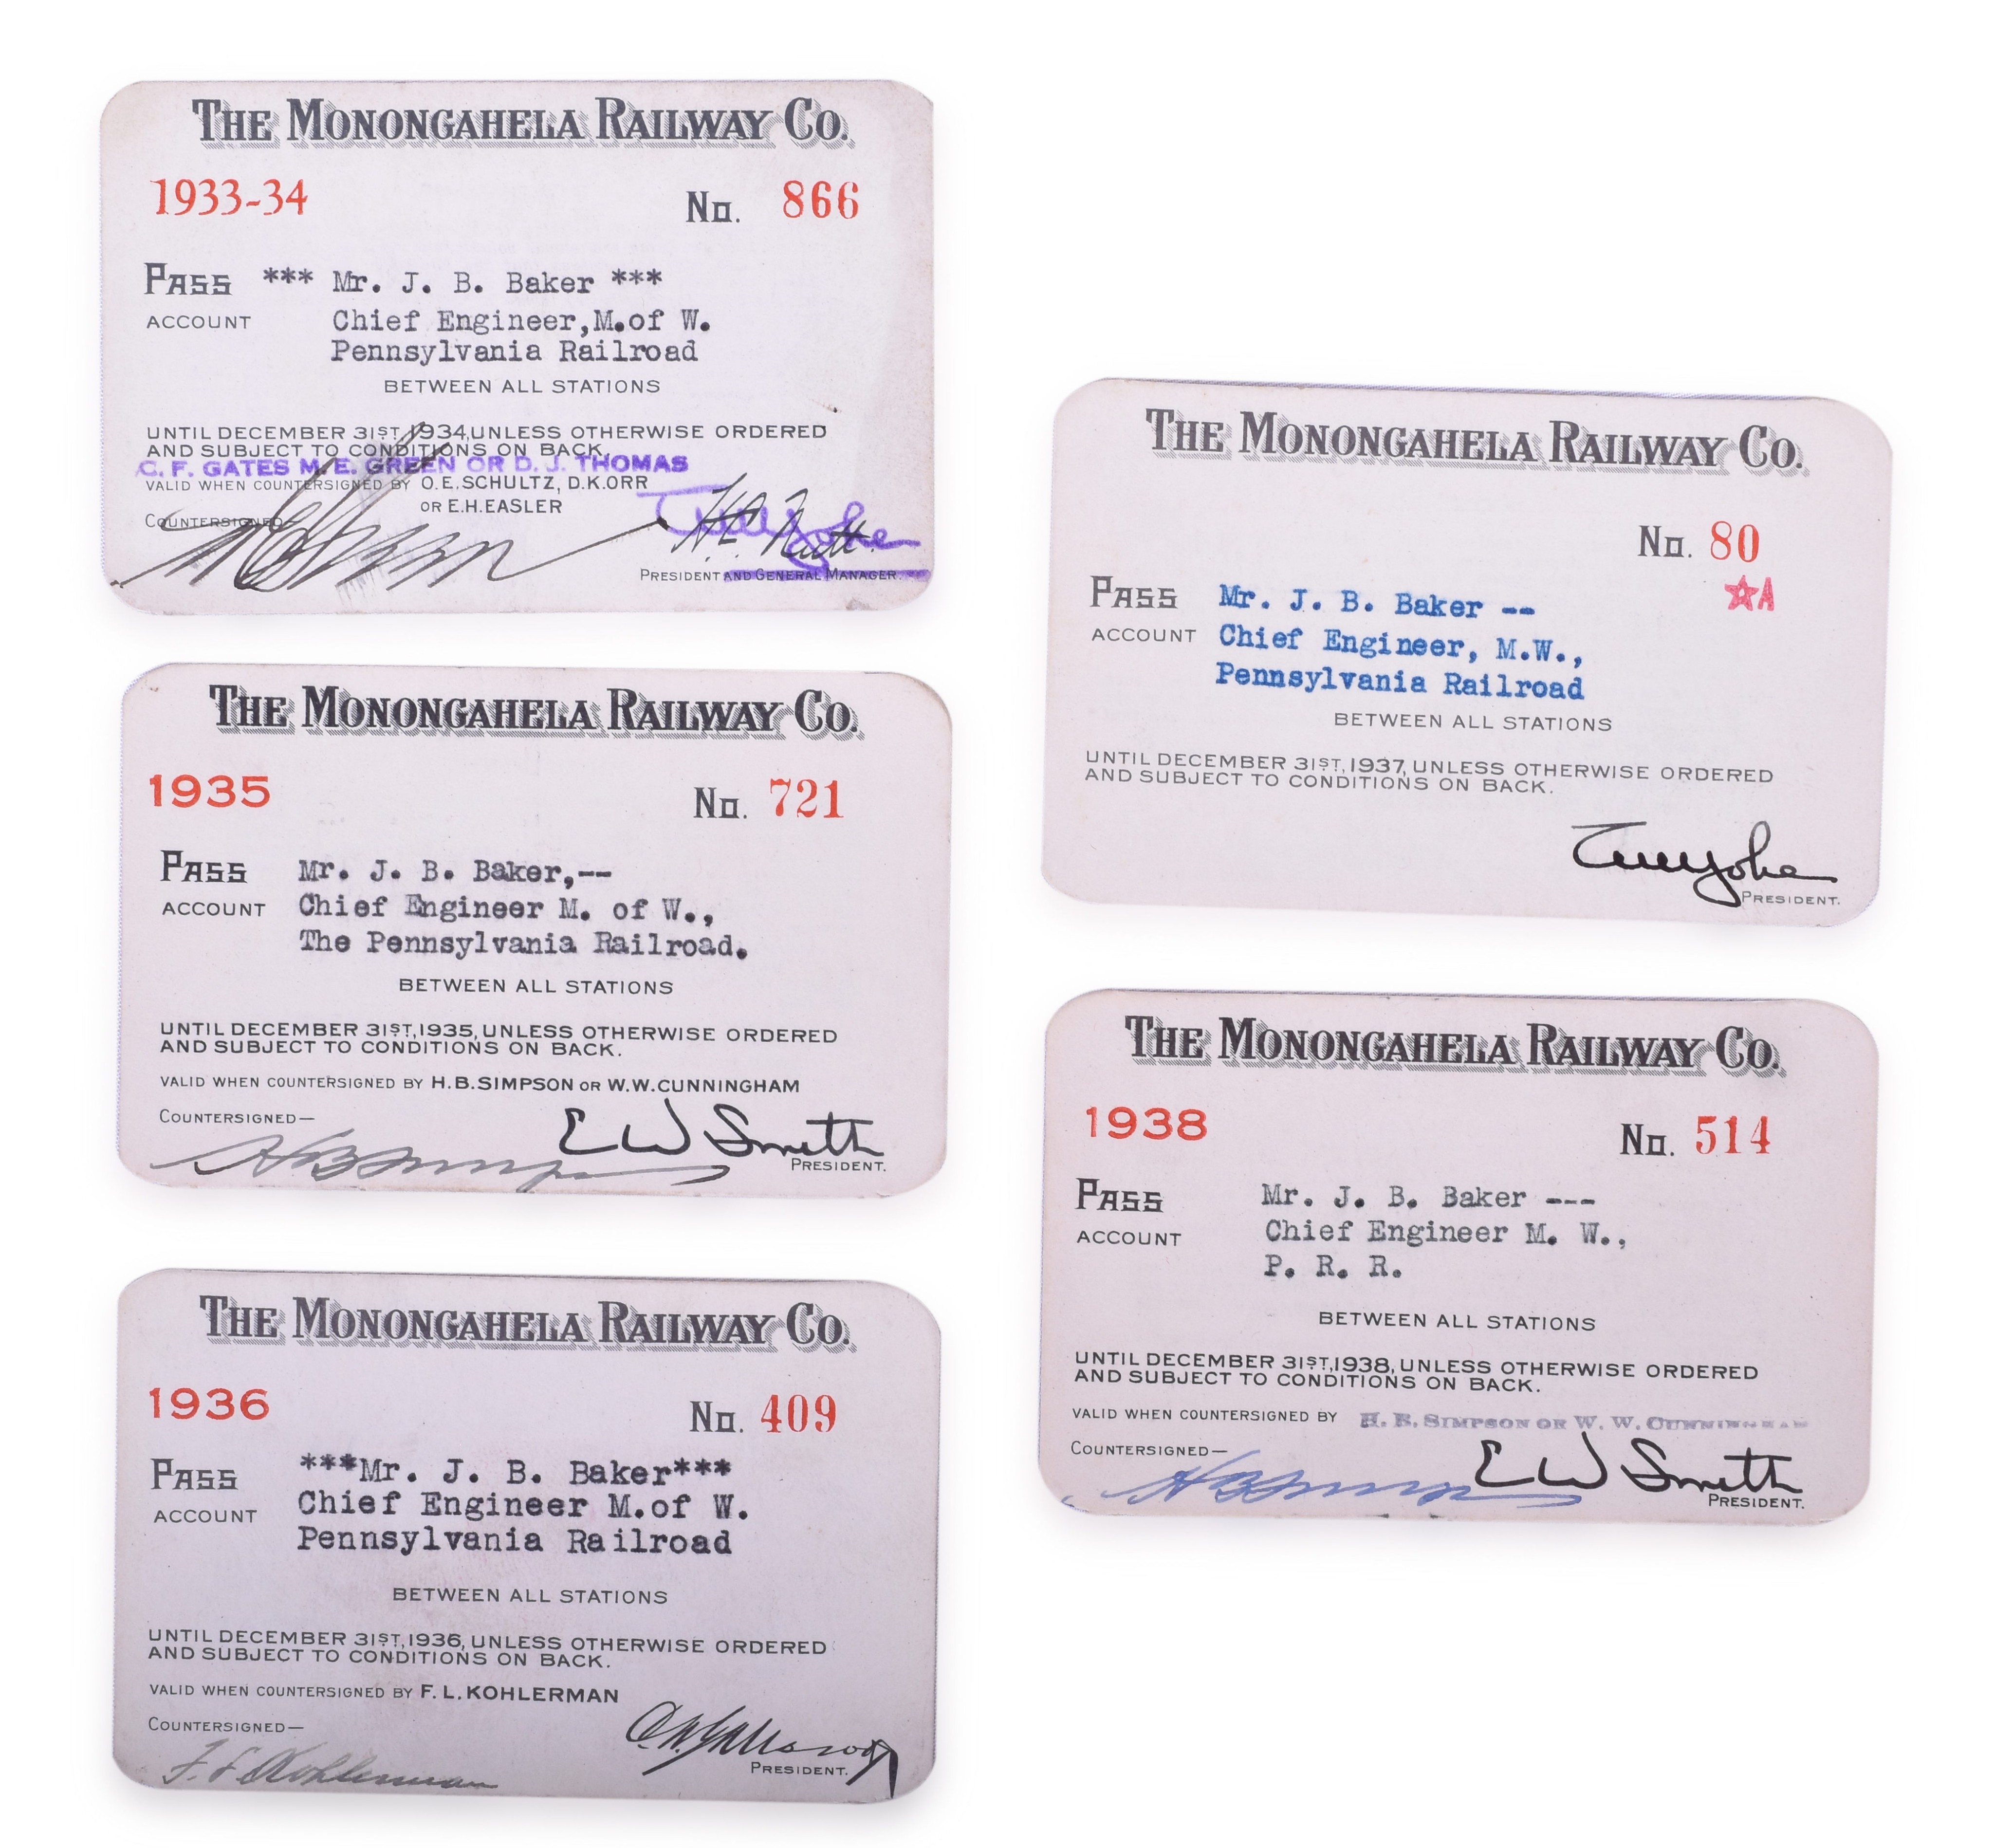 THE MONONGAHELA RAILWAY CO.
1933-34 No. 866
PASS *** Mr. J. B. Baker ***
ACCOUNT Chief Engineer,M.of W.
Pennsylvania Railroad
BETWEEN ALL STATIONS
UNTIL DECEMBER 31ST, 1934, UNLESS OTHERWISE ORDERED
AND SUBJECT TO CONDITIONS ON BACK.
C. F. GATES M. E. GREEN OR D. J. THOMAS
VALID WHEN COUNTERSIGNED BY O.E.SCHULTZ, D.K.ORR
OR E.H.EASLER
COUNTERSIGNED—
PRESIDENT AND GENERAL MANAGER.
THE MONONGAHELA RAILWAY CO.
1935 No. 721
PASS Mr. J. B. Baker,--
ACCOUNT Chief Engineer M. of W.,
The Pennsylvania Railroad.
BETWEEN ALL STATIONS
UNTIL DECEMBER 31ST, 1935, UNLESS OTHERWISE ORDERED
AND SUBJECT TO CONDITIONS ON BACK.
VALID WHEN COUNTERSIGNED BY H.B.SIMPSON OR W.W.CUNNINGHAM
COUNTERSIGNED—
H B Simpson E W Smith
PRESIDENT.
THE MONONGAHELA RAILWAY CO.
1936 No. 409
PASS ***Mr. J. B. Baker***
ACCOUNT Chief Engineer M.of W.
Pennsylvania Railroad
BETWEEN ALL STATIONS
UNTIL DECEMBER 31ST, 1936, UNLESS OTHERWISE ORDERED
AND SUBJECT TO CONDITIONS ON BACK.
VALID WHEN COUNTERSIGNED BY F. L. KOHLERMAN
COUNTERSIGNED—
F. L Kohlerman
PRESIDENT.
THE MONONGAHELA RAILWAY CO.
No. 80
☆A
PASS Mr. J. B. Baker --
ACCOUNT Chief Engineer, M.W.,
Pennsylvania Railroad
BETWEEN ALL STATIONS
UNTIL DECEMBER 31ST, 1937, UNLESS OTHERWISE ORDERED
AND SUBJECT TO CONDITIONS ON BACK.
PRESIDENT.
THE MONONGAHELA RAILWAY CO.
1938 No. 514
PASS Mr. J. B. Baker ---
ACCOUNT Chief Engineer M. W.,
P. R. R.
BETWEEN ALL STATIONS
UNTIL DECEMBER 31ST, 1938, UNLESS OTHERWISE ORDERED
AND SUBJECT TO CONDITIONS ON BACK.
VALID WHEN COUNTERSIGNED BY H. B. SIMPSON OR W. W. CUNNINGHAM
COUNTERSIGNED—
H B Simpson E W Smith
PRESIDENT.